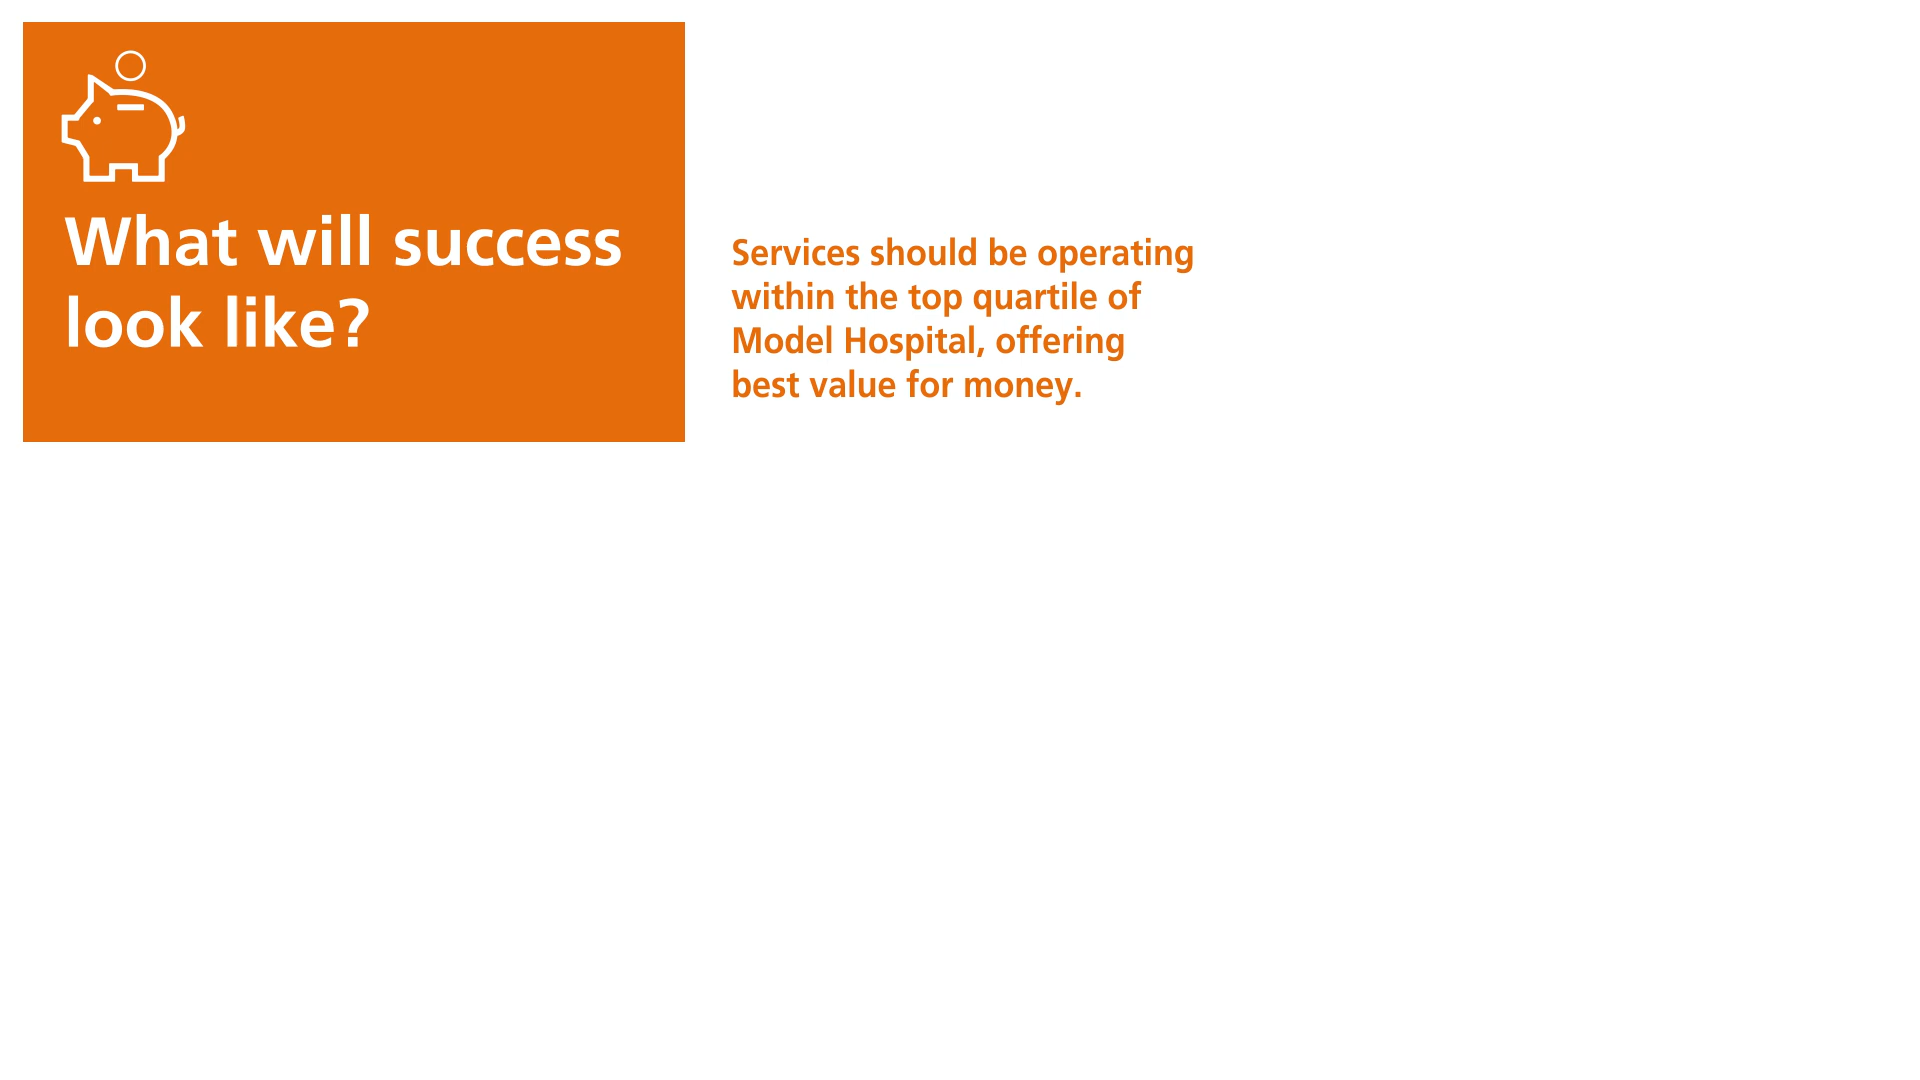 What will success
look like?
Services should be operating
within the top quartile of
Model Hospital, offering
best value for money.